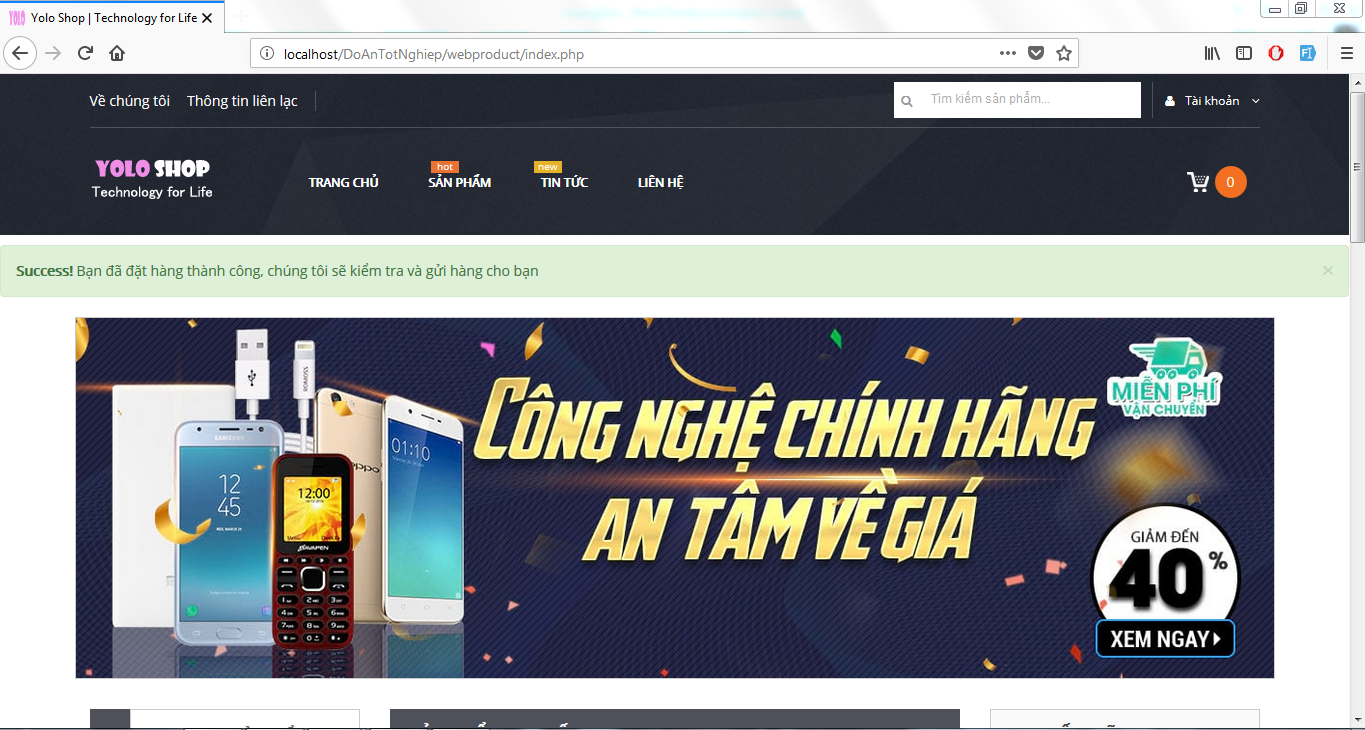 Yolo Shop | Technology for Life
localhost/DoAnTotNghiep/webproduct/index.php
Về chúng tôi Thông tin liên lạc
Tìm kiếm sản phẩm...
Tài khoản
YOLO SHOP
Technology for Life
TRANG CHỦ
hot
SẢN PHẨM
new
TIN TỨC
LIÊN HỆ
0
Success! Bạn đã đặt hàng thành công, chúng tôi sẽ kiểm tra và gửi hàng cho bạn
CÔNG NGHỆ CHÍNH HÃNG
AN TÂM VỀ GIÁ
MIỄN PHÍ
VẬN CHUYỂN
GIẢM ĐẾN
40%
XEM NGAY
SAMSUNG
12
45
12:00
oppo
01:10
ROMOSS